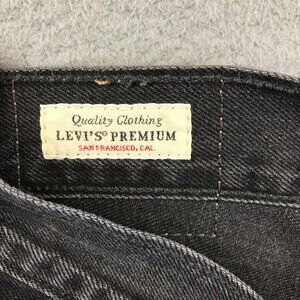 Quality Clothing
LEVI'S® PREMIUM
SAN FRANCISCO, CAL.